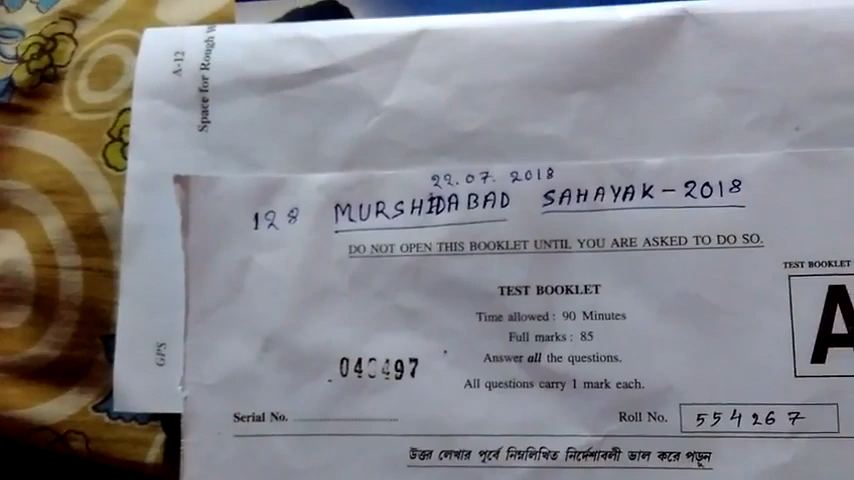 A-12
Space for Rough
22.07.2018
128 MURSHIDABAD SAHAYAK-2018
DO NOT OPEN THIS BOOKLET UNTIL YOU ARE ASKED TO DO SO.
TEST BOOKLET
A
TEST BOOKLET
Time allowed : 90 Minutes
Full marks : 85
Answer all the questions.
All questions carry 1 mark each.
GPS
Serial No.
Roll No. 554267
উত্তর লেখার পূর্বে নিম্নলিখিত নির্দেশাবলী ভাল করে পড়ুন